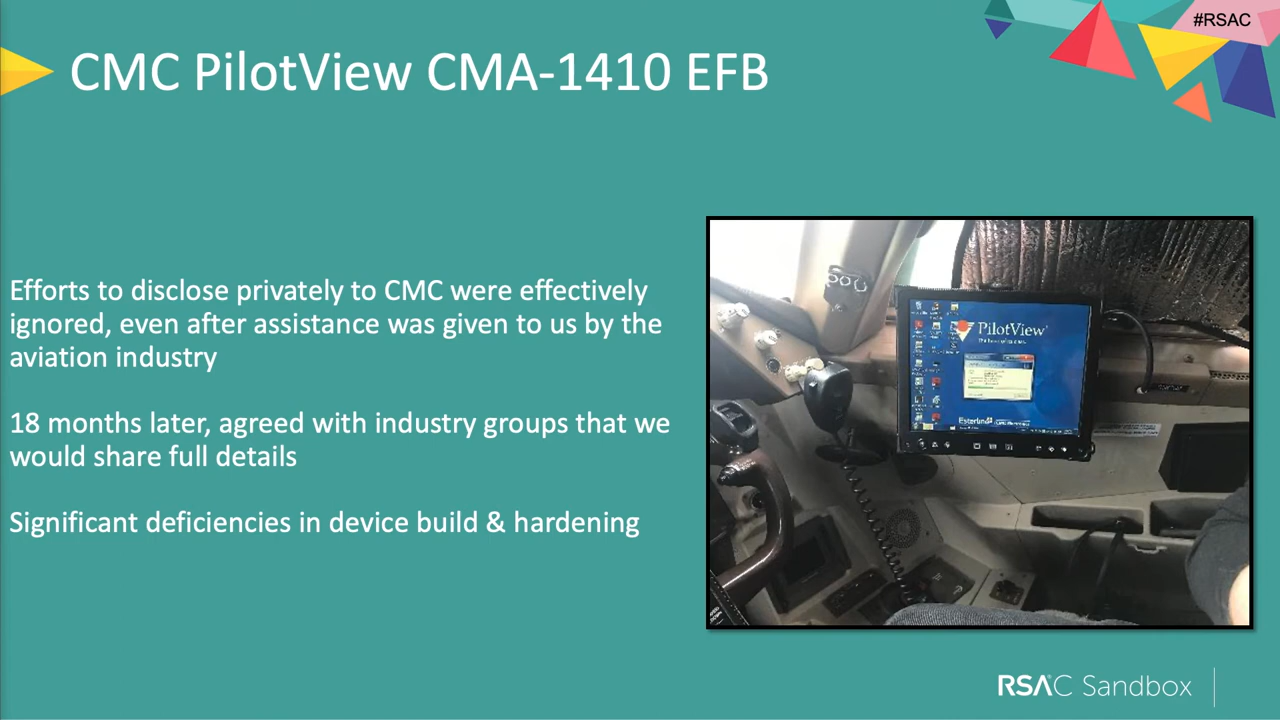 #RSAC
CMC PilotView CMA-1410 EFB
Efforts to disclose privately to CMC were effectively
ignored, even after assistance was given to us by the
aviation industry
18 months later, agreed with industry groups that we
would share full details
Significant deficiencies in device build & hardening
PilotView
Esterline
RSAC Sandbox